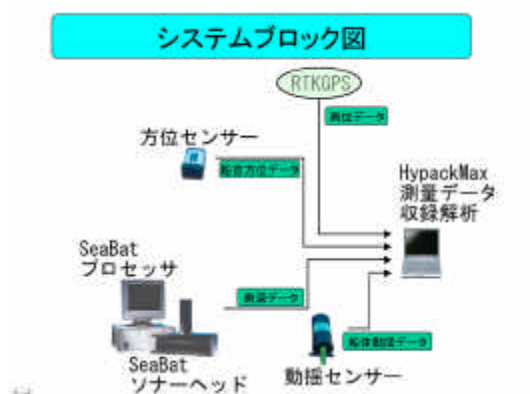 システムブロック図
RTKGPS
測位データ
方位センサー
船首方位データ
HypackMax
測量データ
収録解析
SeaBat
プロセッサ
測深データ
船体動揺データ
SeaBat
ソナーヘッド
動揺センサー